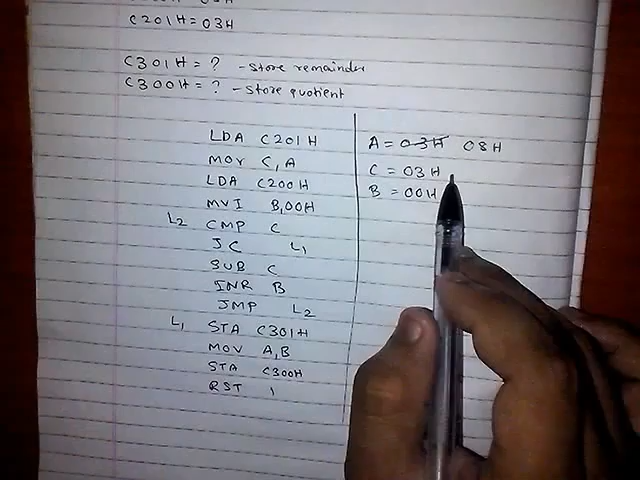 C201H = 03H
C301H = ? - Store remainder
C300H = ? - Store quotient
LDA C201H
MOV C, A
LDA C200H
MVI B, 00H
L2 CMP C
JC L1
SUB C
INR B
JMP L2
L1 STA C301H
MOV A, B
STA C300H
RST 1
A = 03H 08H
C = 03H
B = 00H